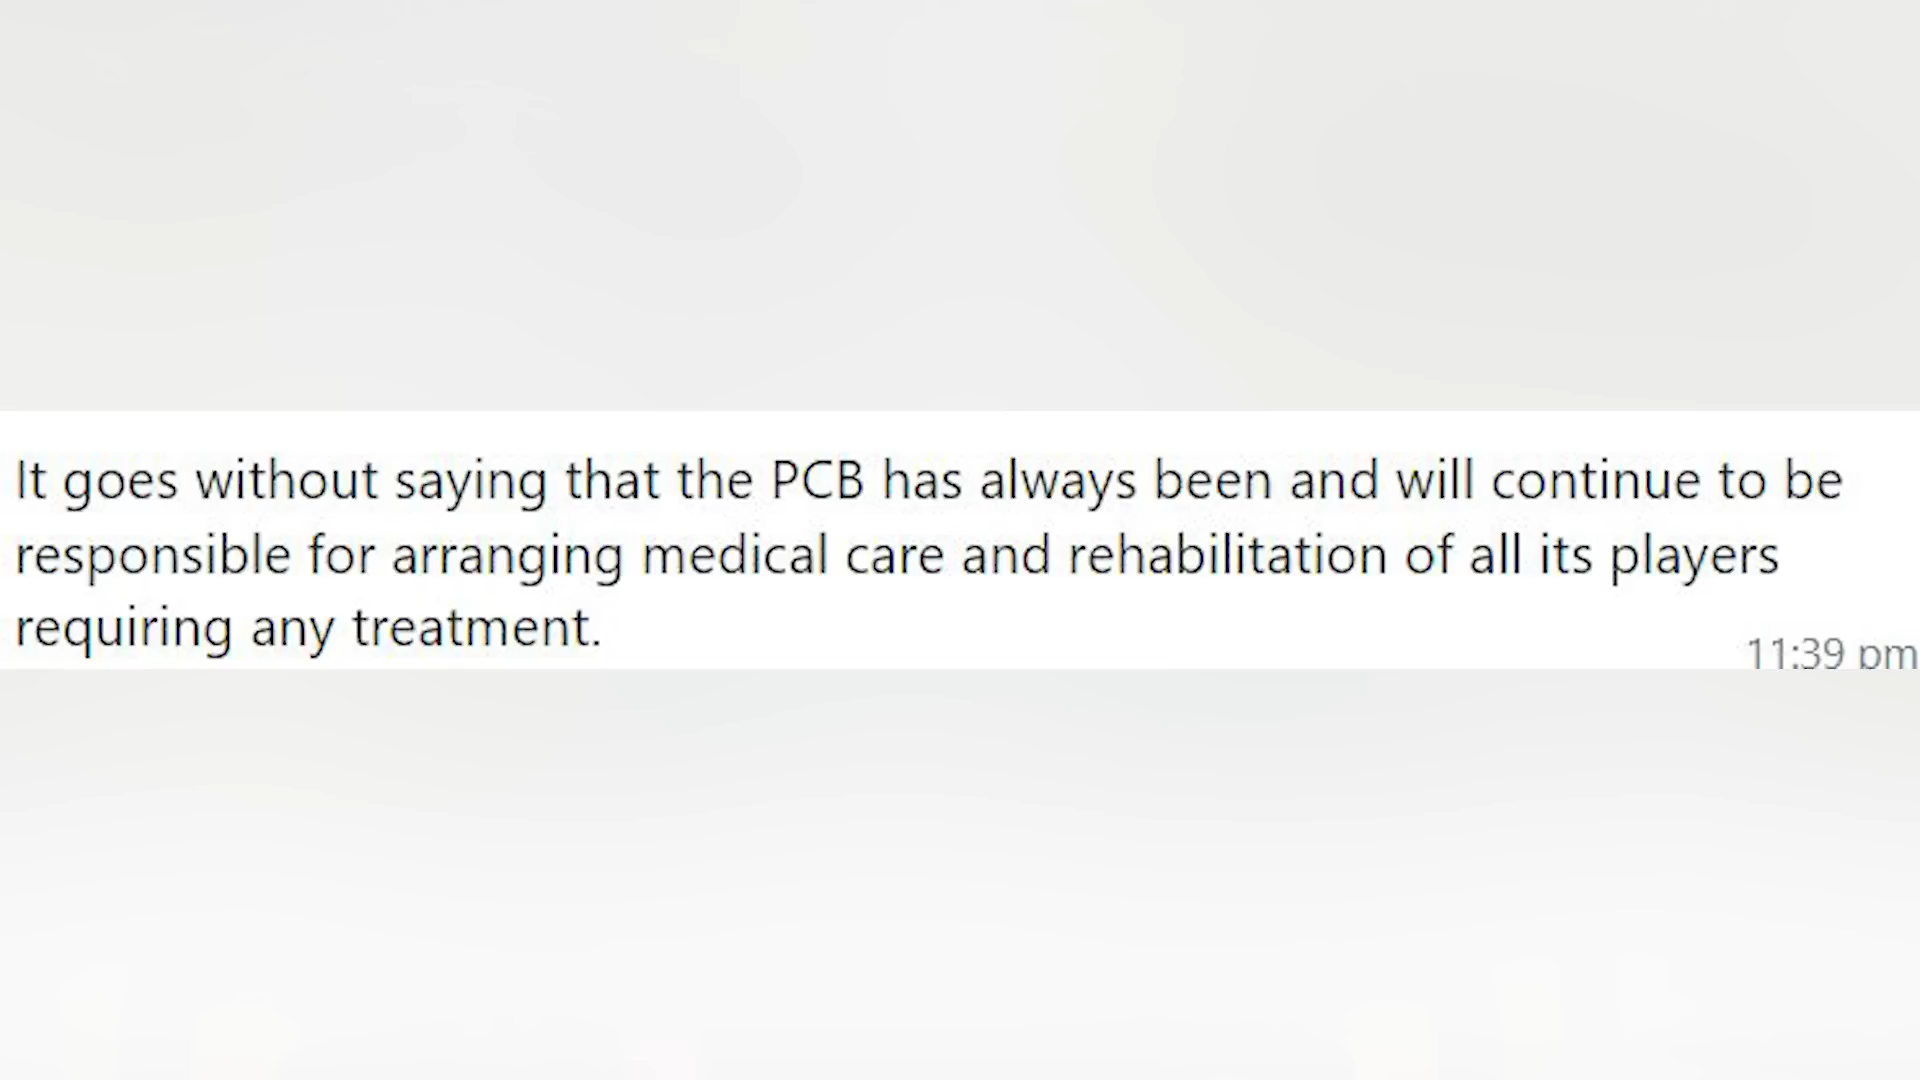 It goes without saying that the PCB has always been and will continue to be
responsible for arranging medical care and rehabilitation of all its players
requiring any treatment.
11:39 pm